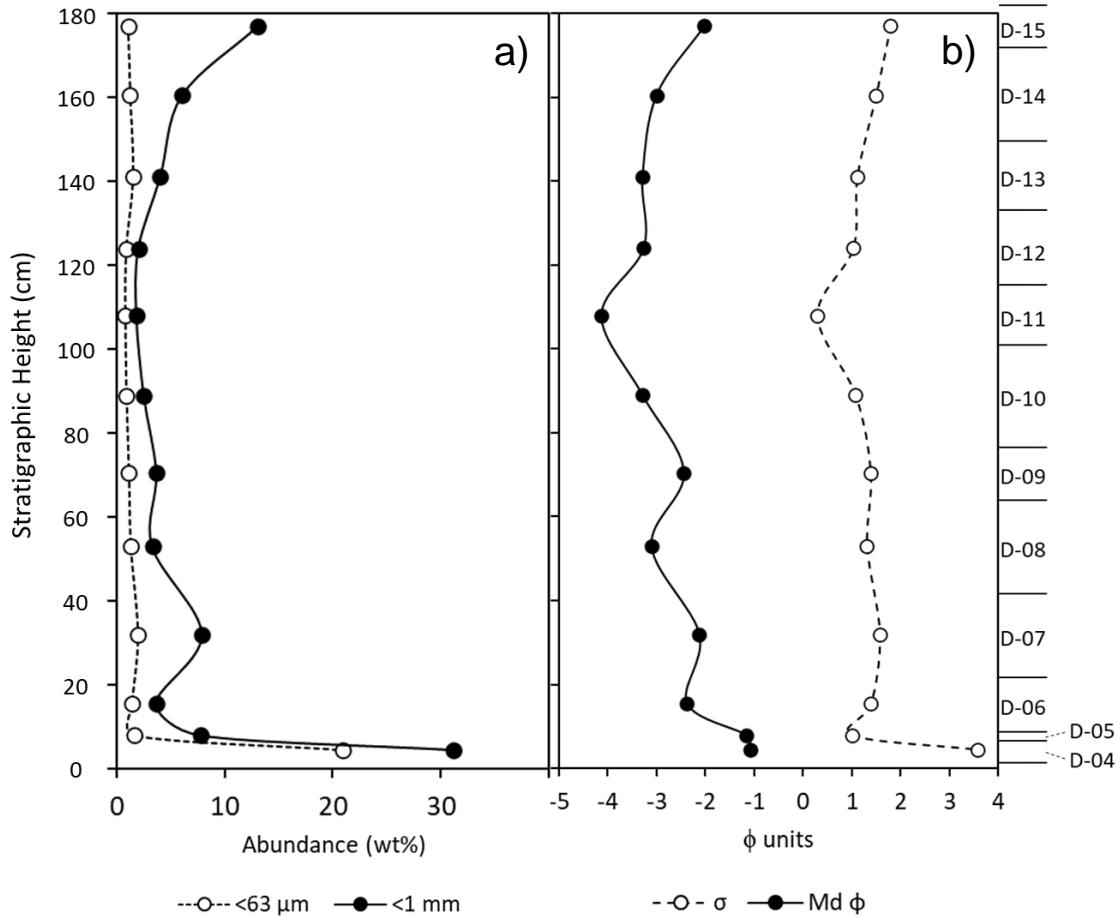 a)
b)
180
160
140
120
100
80
60
40
20
0
Stratigraphic Height (cm)
0 10 20 30
Abundance (wt%)
-5 -4 -3 -2 -1 0 1 2 3 4
ϕ units
D-15
D-14
D-13
D-12
D-11
D-10
D-09
D-08
D-07
D-06
D-05
D-04
<63 μm <1 mm
σ Md ϕ